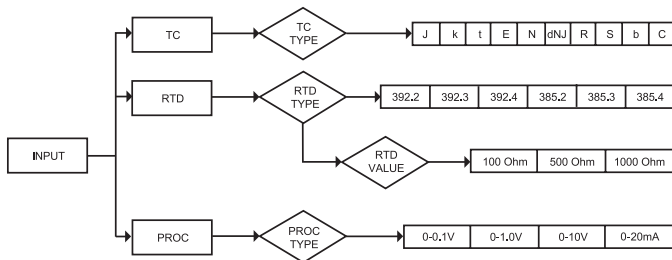 TC
TC TYPE
J k t E N dNJ R S b C
RTD
RTD TYPE
392.2 392.3 392.4 385.2 385.3 385.4
INPUT
RTD VALUE
100 Ohm 500 Ohm 1000 Ohm
PROC
PROC TYPE
0-0.1V 0-1.0V 0-10V 0-20mA